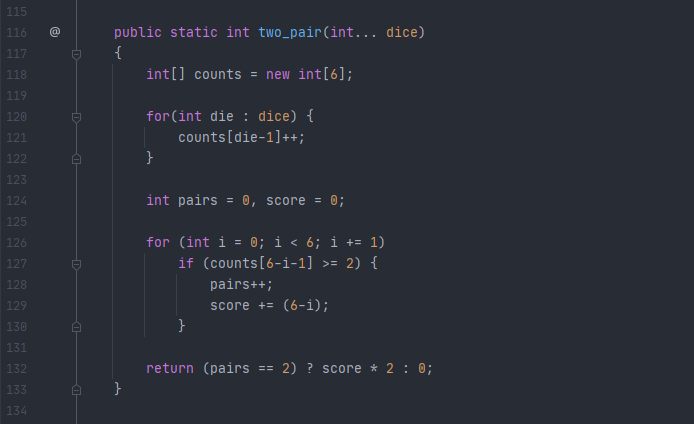 115
116 @ public static int two_pair(int... dice)
117 {
118 int[] counts = new int[6];
119
120 for(int die : dice) {
121 counts[die-1]++;
122 }
123
124 int pairs = 0, score = 0;
125
126 for (int i = 0; i < 6; i += 1)
127 if (counts[6-i-1] >= 2) {
128 pairs++;
129 score += (6-i);
130 }
131
132 return (pairs == 2) ? score * 2 : 0;
133 }
134